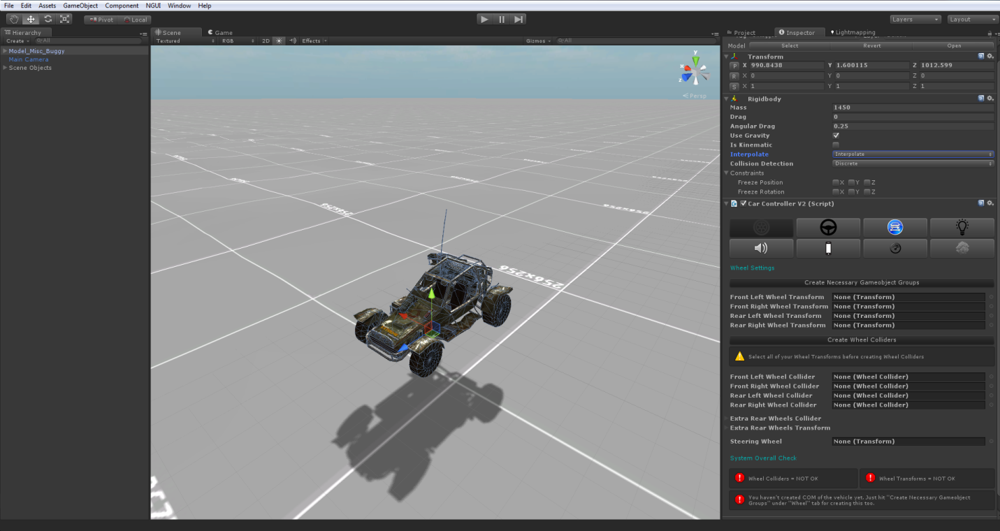 File Edit Assets GameObject Component NGUI Window Help
Pivot Local Layers Layout
Hierarchy
Create All
Model_Misc_Buggy
Main Camera
Scene Objects
Scene Game
Textured RGB 2D Effects Gizmos All
y
x
z
Persp
256x256
256x256
256x256
Project Inspector Lightmapping
Model Select Revert Open
Transform
P X 990.8438 Y 1.600115 Z 1012.599
R X 0 Y 0 Z 0
S X 1 Y 1 Z 1
Rigidbody
Mass 1450
Drag 0
Angular Drag 0.25
Use Gravity
Is Kinematic
Interpolate Interpolate
Collision Detection Discrete
Constraints
Freeze Position X Y Z
Freeze Rotation X Y Z
Car Controller V2 (Script)
Wheel Settings
Create Necessary Gameobject Groups
Front Left Wheel Transform None (Transform)
Front Right Wheel Transform None (Transform)
Rear Left Wheel Transform None (Transform)
Rear Right Wheel Transform None (Transform)
Create Wheel Colliders
Select all of your Wheel Transforms before creating Wheel Colliders
Front Left Wheel Collider None (Wheel Collider)
Front Right Wheel Collider None (Wheel Collider)
Rear Left Wheel Collider None (Wheel Collider)
Rear Right Wheel Collider None (Wheel Collider)
Extra Rear Wheels Collider
Extra Rear Wheels Transform
Steering Wheel None (Transform)
System Overall Check
Wheel Colliders = NOT OK Wheel Transforms = NOT OK
You haven't created COM of the vehicle yet. Just hit "Create Necessary Gameobject
Groups" under "Wheel" tab for creating this too.